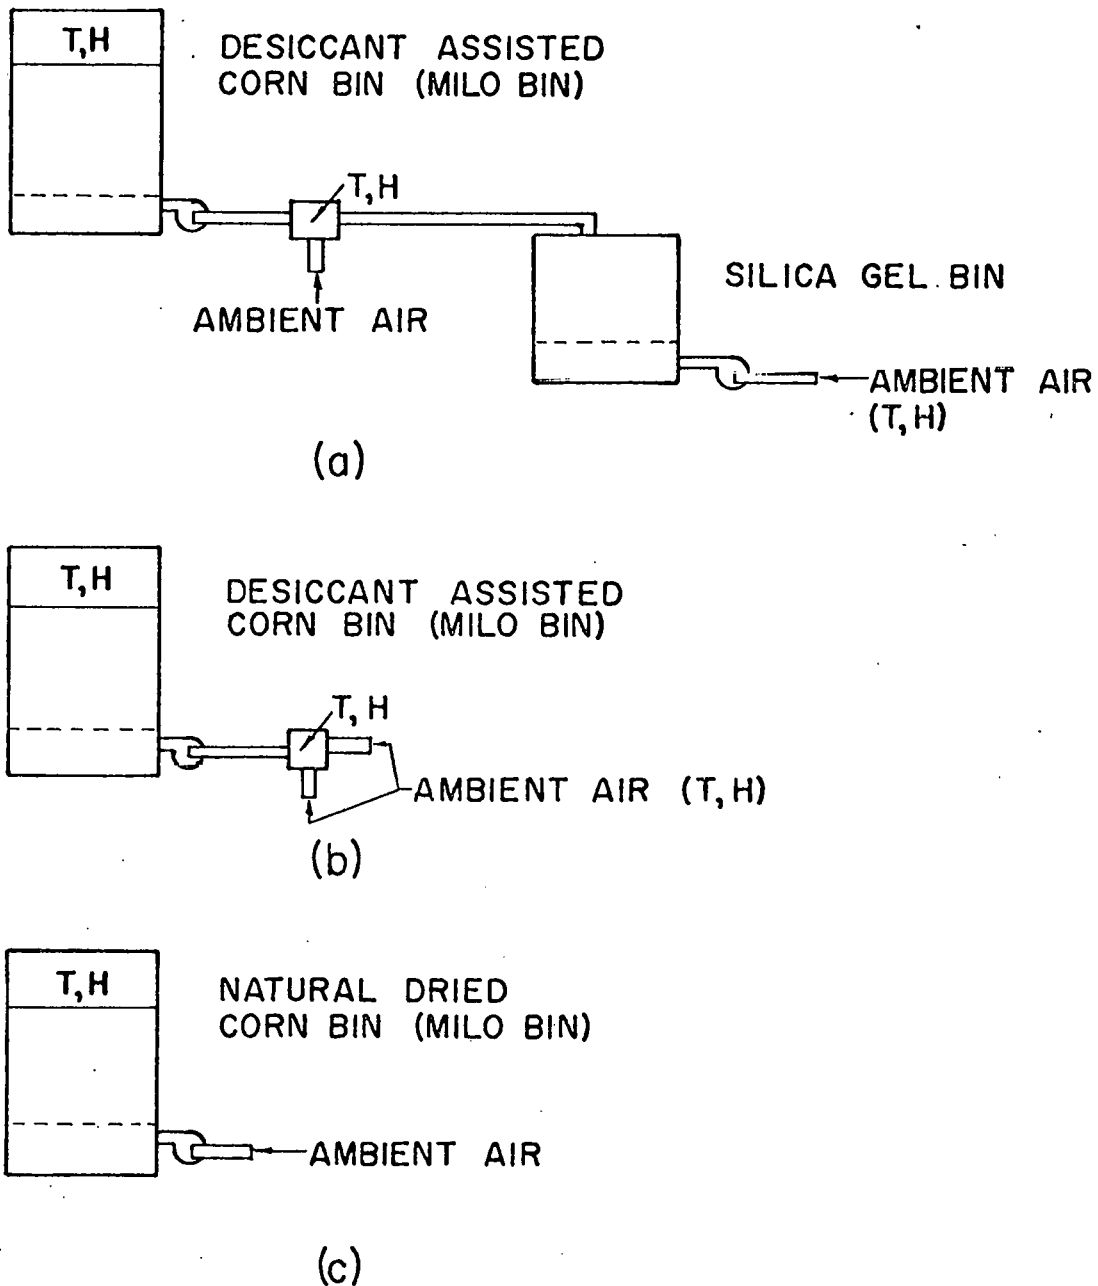 T,H
DESICCANT ASSISTED
CORN BIN (MILO BIN)
T,H
AMBIENT AIR
SILICA GEL BIN
AMBIENT AIR
(T,H)
(a)
T,H
DESICCANT ASSISTED
CORN BIN (MILO BIN)
T,H
AMBIENT AIR (T,H)
(b)
T,H
NATURAL DRIED
CORN BIN (MILO BIN)
AMBIENT AIR
(c)